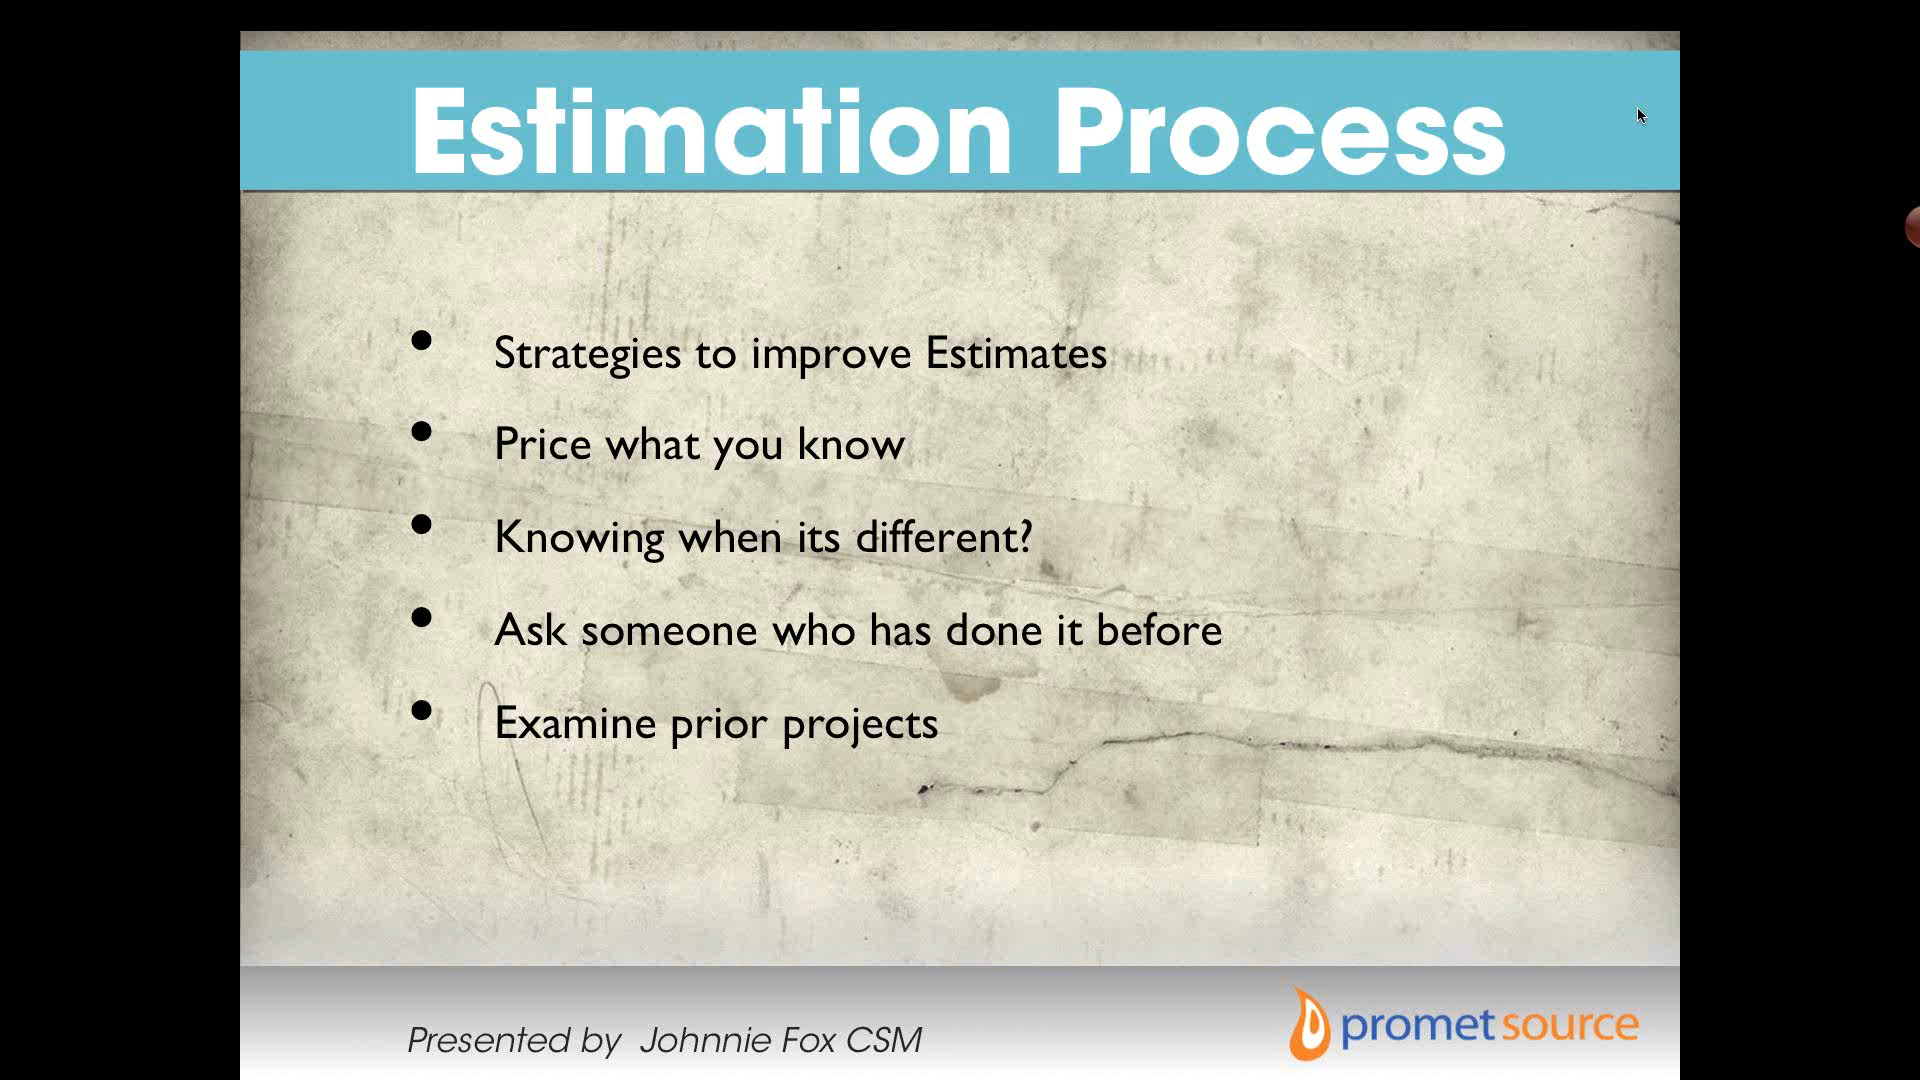 Estimation Process
• Strategies to improve Estimates
• Price what you know
• Knowing when its different?
• Ask someone who has done it before
• Examine prior projects
Presented by Johnnie Fox CSM
promet source